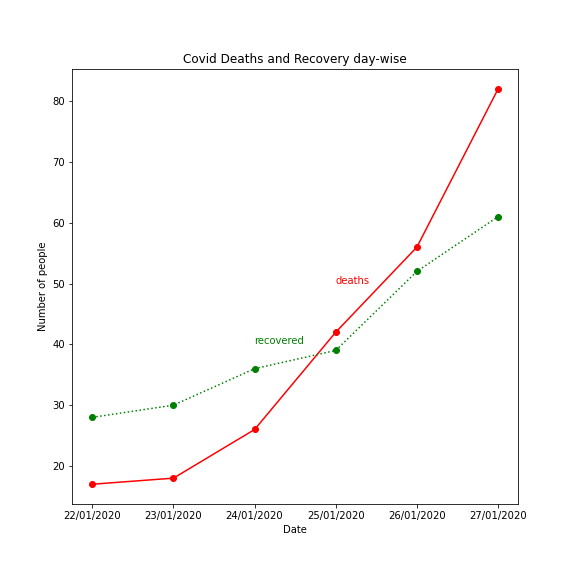 Covid Deaths and Recovery day-wise
80
70
60
50
40
30
20
Number of people
deaths
recovered
22/01/2020 23/01/2020 24/01/2020 25/01/2020 26/01/2020 27/01/2020
Date